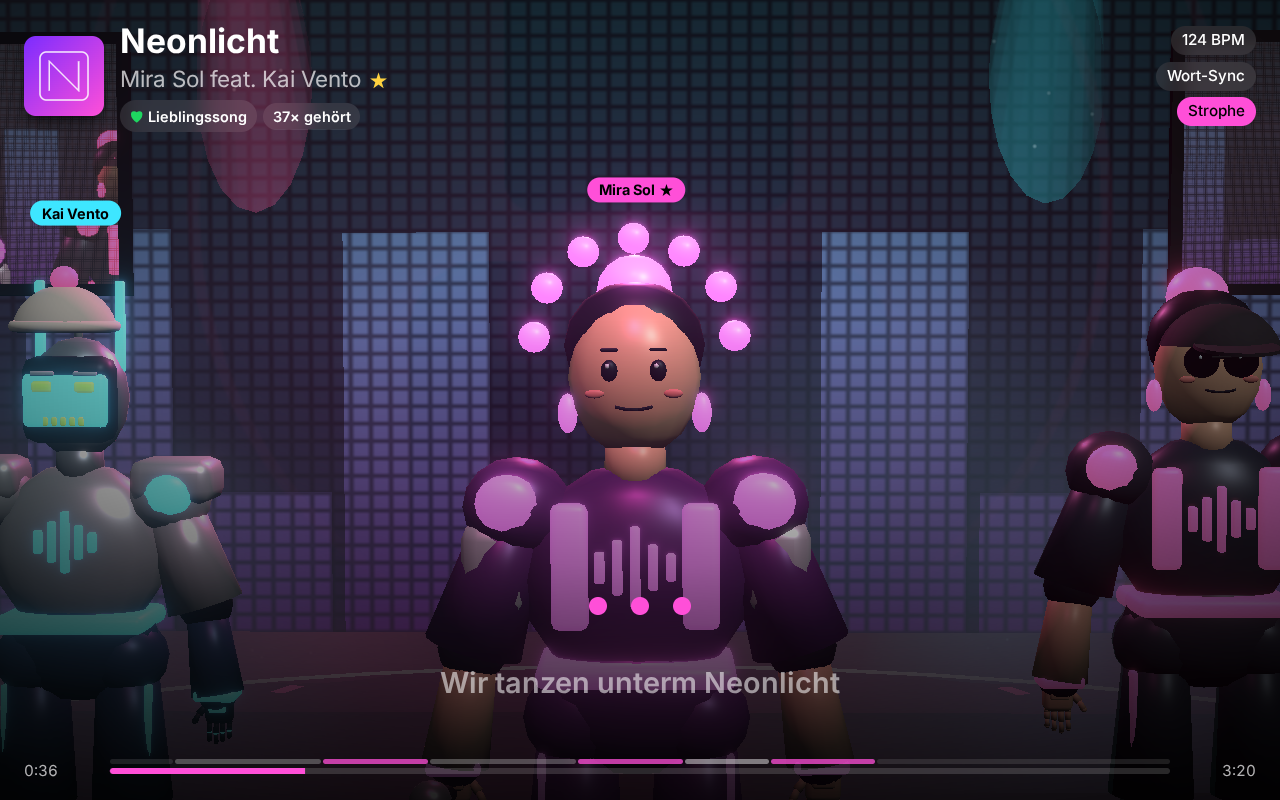 N
Neonlicht
Mira Sol feat. Kai Vento ⭐
Lieblingssong
37× gehört
124 BPM
Wort-Sync
Strophe
Mira Sol ★
Kai Vento
Wir tanzen unterm Neonlicht
0:36
3:20